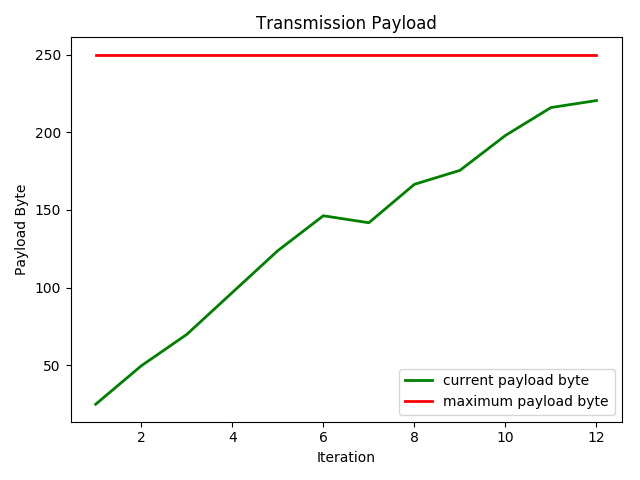 Transmission Payload
250
200
150
100
50
Payload Byte
2 4 6 8 10 12
Iteration
current payload byte
maximum payload byte